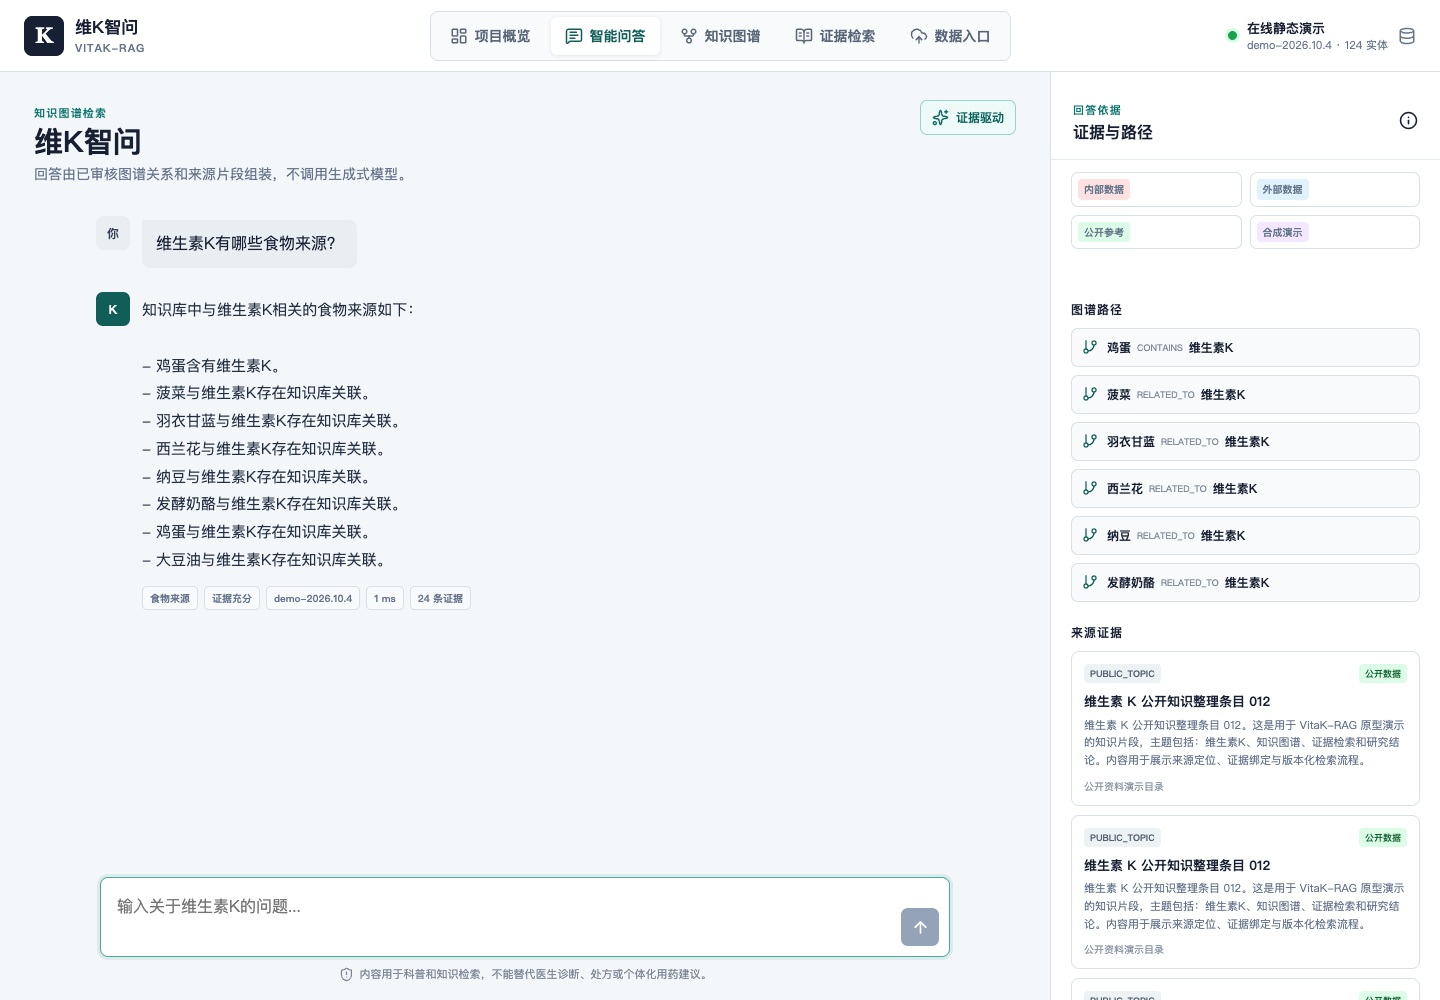 K
维K智问
VITAK-RAG
项目概览
智能问答
知识图谱
证据检索
数据入口
在线静态演示
demo-2026.10.4 · 124 实体
知识图谱检索
维K智问
回答由已审核图谱关系和来源片段组装，不调用生成式模型。
证据驱动
你
维生素K有哪些食物来源？
K
知识库中与维生素K相关的食物来源如下：
– 鸡蛋含有维生素K。
– 菠菜与维生素K存在知识库关联。
– 羽衣甘蓝与维生素K存在知识库关联。
– 西兰花与维生素K存在知识库关联。
– 纳豆与维生素K存在知识库关联。
– 发酵奶酪与维生素K存在知识库关联。
– 鸡蛋与维生素K存在知识库关联。
– 大豆油与维生素K存在知识库关联。
食物来源
证据充分
demo-2026.10.4
1 ms
24 条证据
输入关于维生素K的问题...
内容用于科普和知识检索，不能替代医生诊断、处方或个体化用药建议。
回答依据
证据与路径
内部数据
外部数据
公开参考
合成演示
图谱路径
鸡蛋 CONTAINS 维生素K
菠菜 RELATED_TO 维生素K
羽衣甘蓝 RELATED_TO 维生素K
西兰花 RELATED_TO 维生素K
纳豆 RELATED_TO 维生素K
发酵奶酪 RELATED_TO 维生素K
来源证据
PUBLIC_TOPIC
公开数据
维生素 K 公开知识整理条目 012
维生素 K 公开知识整理条目 012。这是用于 VitaK-RAG 原型演示
的知识片段，主题包括：维生素K、知识图谱、证据检索和研究结
论。内容用于展示来源定位、证据绑定与版本化检索流程。
公开资料演示目录
PUBLIC_TOPIC
公开数据
维生素 K 公开知识整理条目 012
维生素 K 公开知识整理条目 012。这是用于 VitaK-RAG 原型演示
的知识片段，主题包括：维生素K、知识图谱、证据检索和研究结
论。内容用于展示来源定位、证据绑定与版本化检索流程。
公开资料演示目录
PUBLIC_TOPIC
公开数据